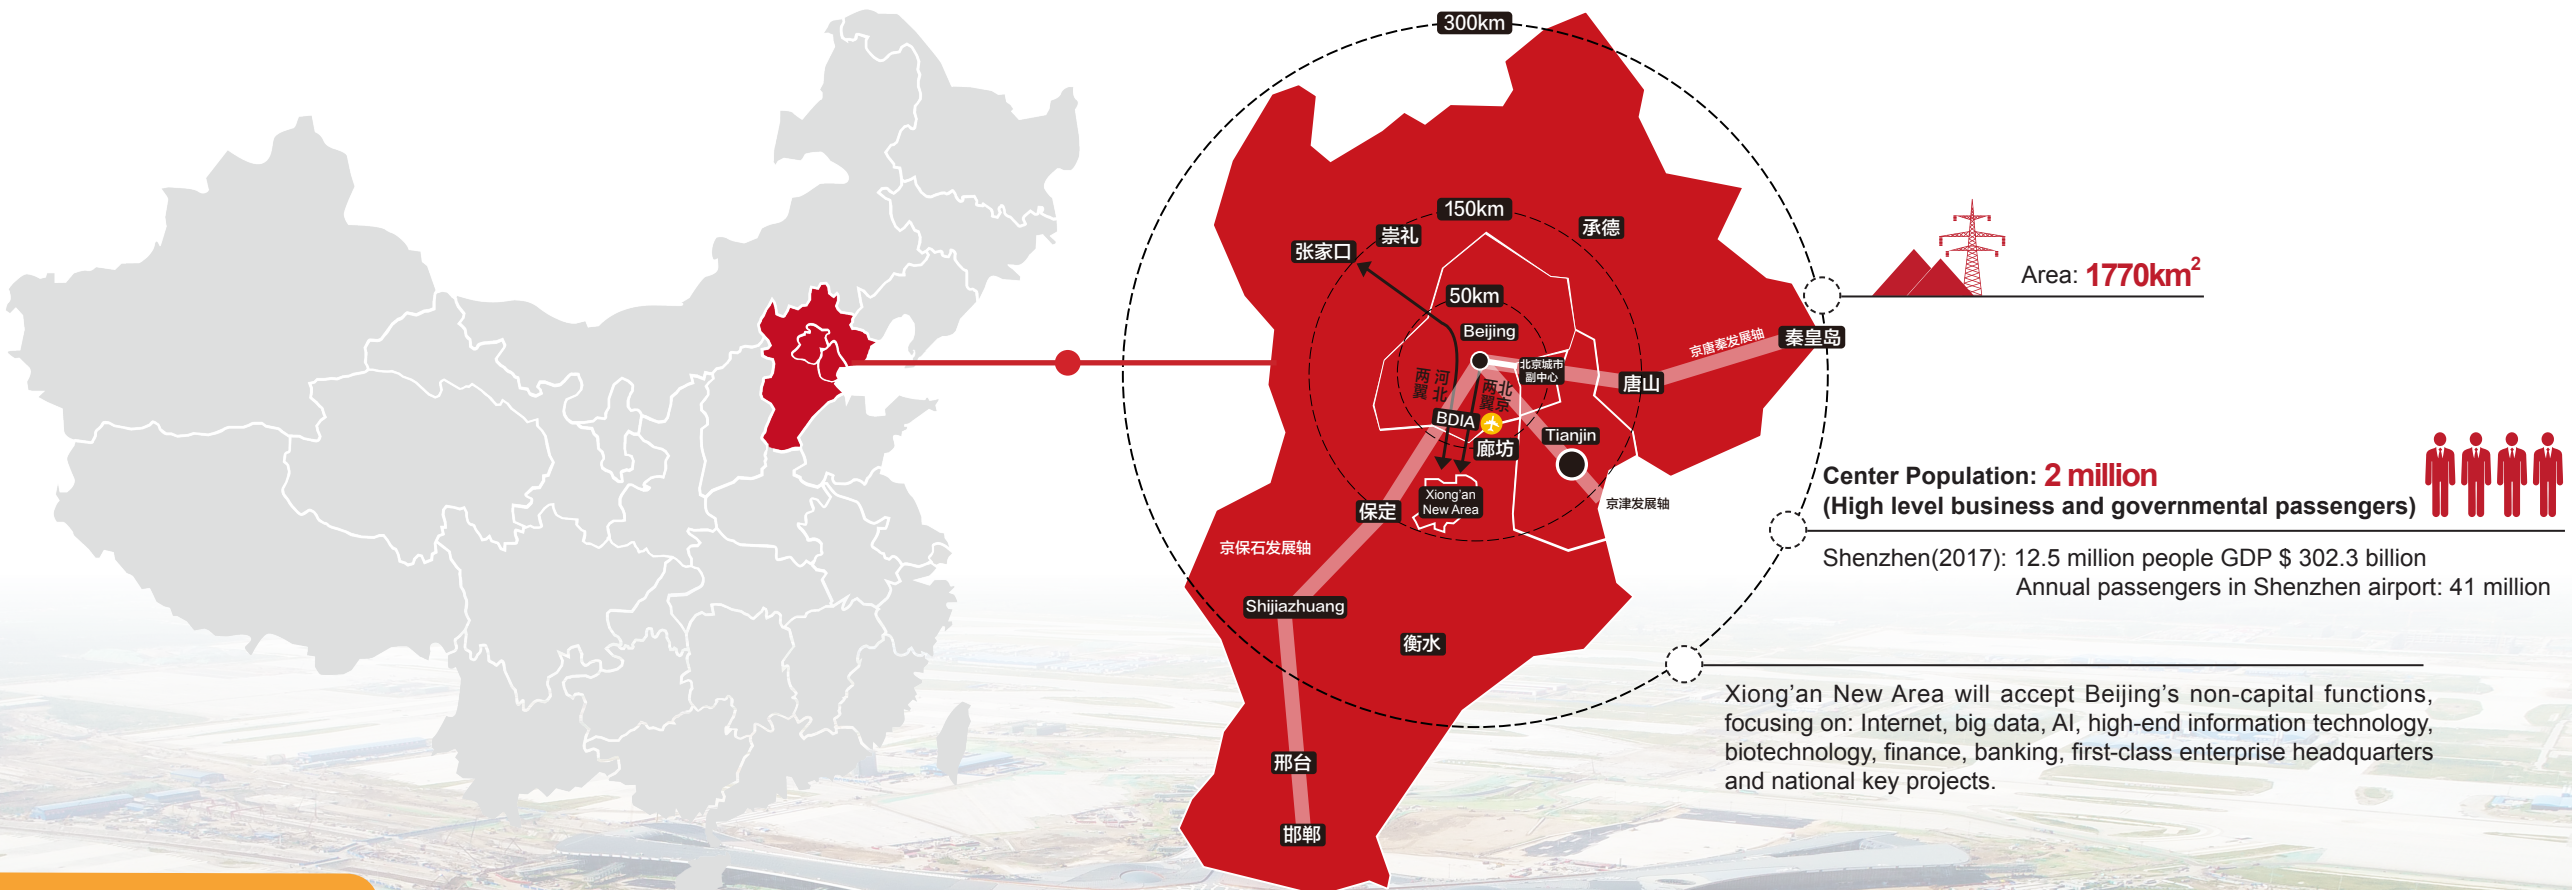 300km
150km
承德
崇礼
张家口
Area: 1770km²
50km
Beijing
秦皇岛
京唐秦发展轴
北京城市
副中心
唐山
河北
两翼
北京
两翼
BDIA
Tianjin
廊坊
Center Population: 2 million
(High level business and governmental passengers)
Xiong'an
New Area
保定
京津发展轴
京保石发展轴
Shenzhen(2017): 12.5 million people GDP $ 302.3 billion
Annual passengers in Shenzhen airport: 41 million
Shijiazhuang
衡水
Xiong'an New Area will accept Beijing's non-capital functions,
focusing on: Internet, big data, AI, high-end information technology,
biotechnology, finance, banking, first-class enterprise headquarters
and national key projects.
邢台
邯郸